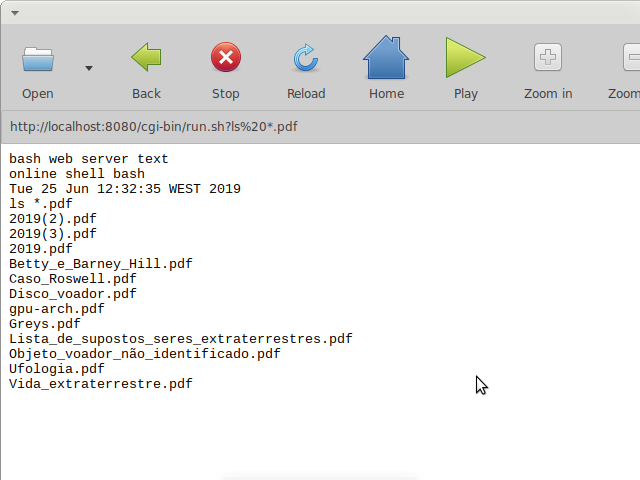 Open
Back
Stop
Reload
Home
Play
Zoom in
Zoom
http://localhost:8080/cgi-bin/run.sh?ls%20*.pdf
bash web server text
online shell bash
Tue 25 Jun 12:32:35 WEST 2019
ls *.pdf
2019(2).pdf
2019(3).pdf
2019.pdf
Betty_e_Barney_Hill.pdf
Caso_Roswell.pdf
Disco_voador.pdf
gpu-arch.pdf
Greys.pdf
Lista_de_supostos_seres_extraterrestres.pdf
Objeto_voador_não_identificado.pdf
Ufologia.pdf
Vida_extraterrestre.pdf